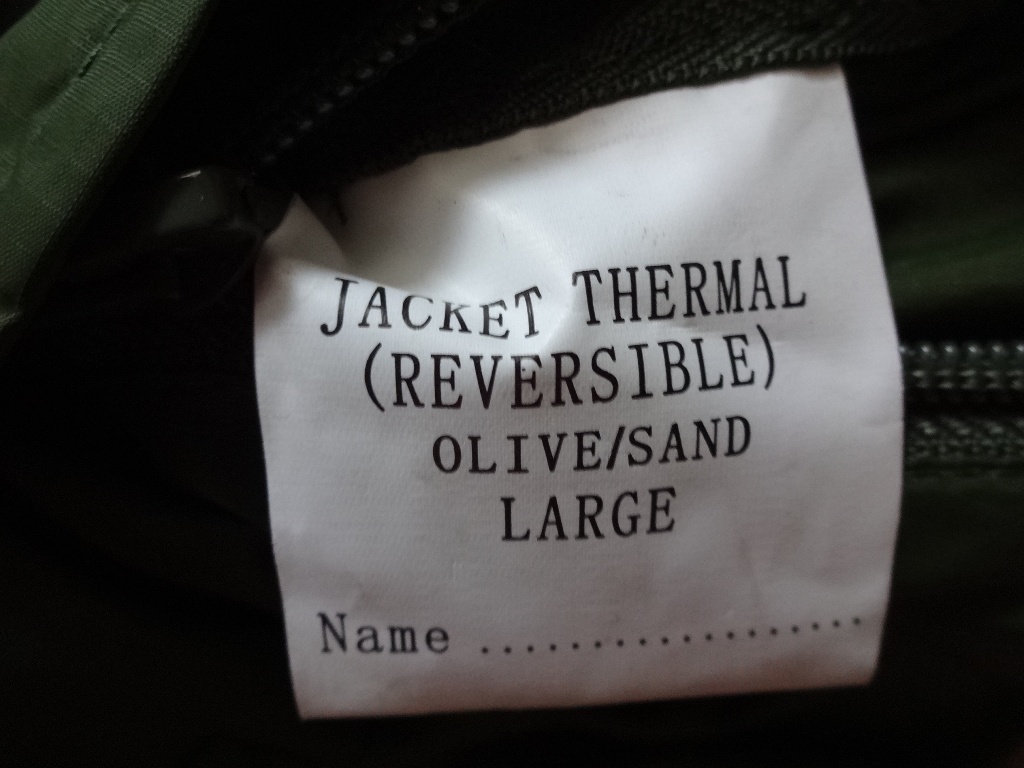 JACKET THERMAL
(REVERSIBLE)
OLIVE/SAND
LARGE
Name ..................